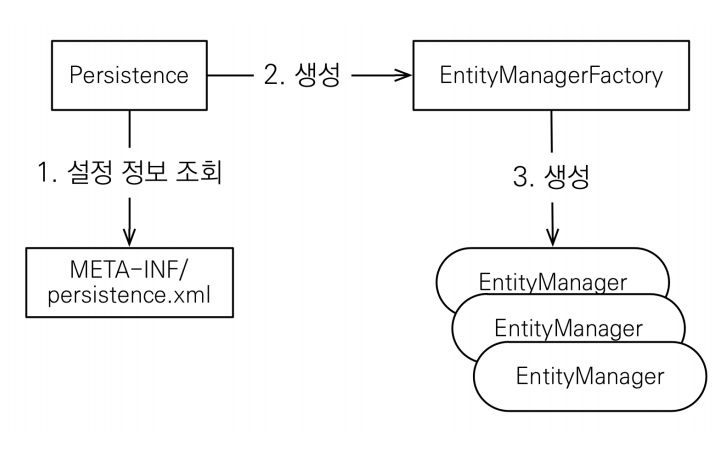 Persistence
2. 생성
EntityManagerFactory
1. 설정 정보 조회
3. 생성
META-INF/
persistence.xml
EntityManager
EntityManager
EntityManager